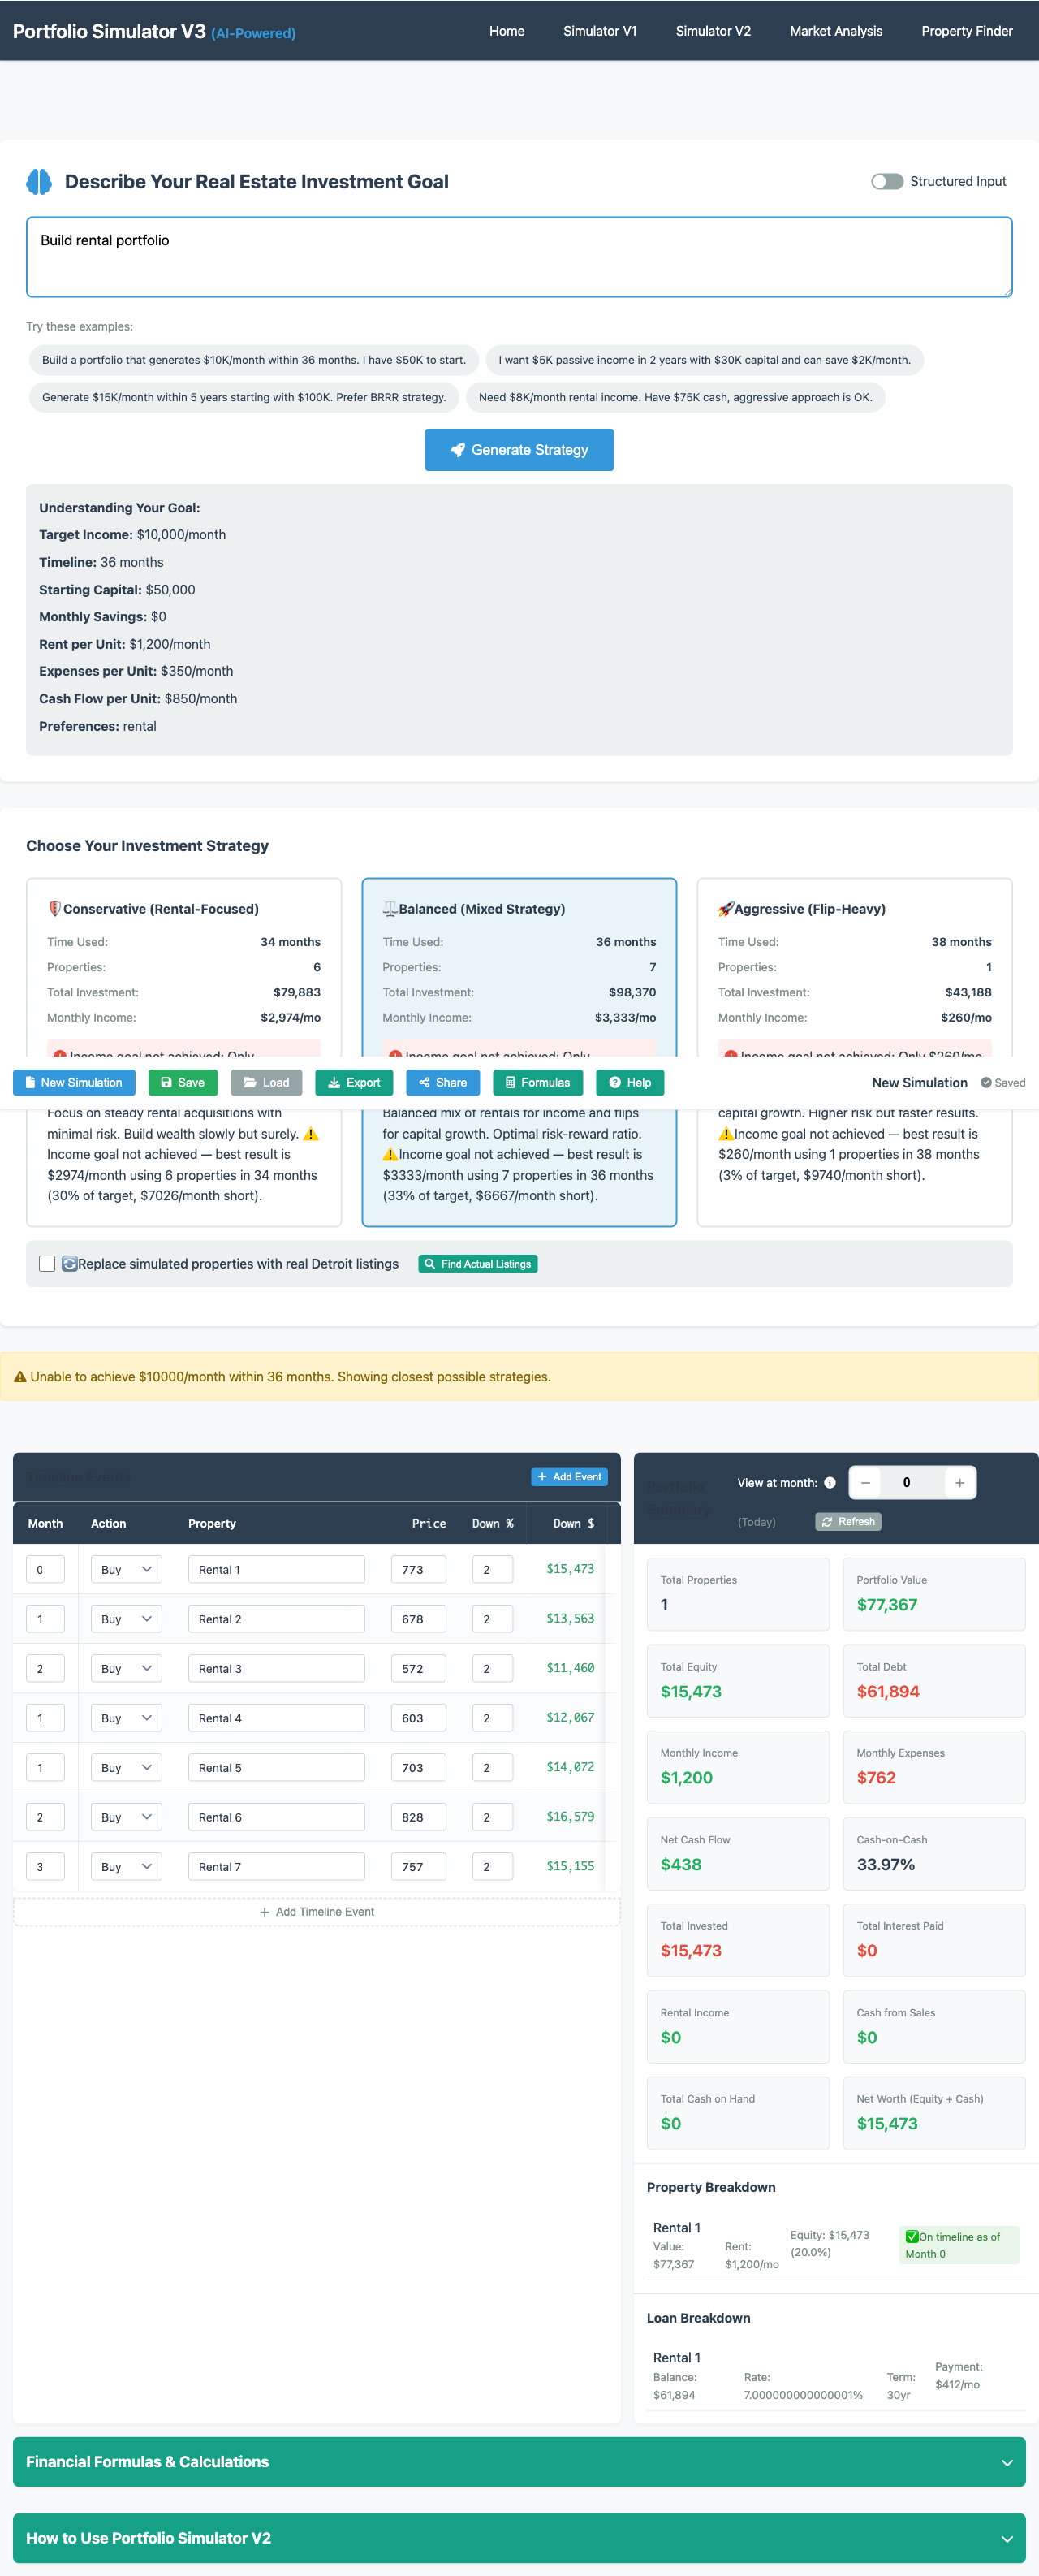 Portfolio Simulator V3 (AI-Powered)
Home
Simulator V1
Simulator V2
Market Analysis
Property Finder
Describe Your Real Estate Investment Goal
Structured Input
Build rental portfolio
Try these examples:
Build a portfolio that generates $10K/month within 36 months. I have $50K to start.
I want $5K passive income in 2 years with $30K capital and can save $2K/month.
Generate $15K/month within 5 years starting with $100K. Prefer BRRR strategy.
Need $8K/month rental income. Have $75K cash, aggressive approach is OK.
Generate Strategy
Understanding Your Goal:
Target Income: $10,000/month
Timeline: 36 months
Starting Capital: $50,000
Monthly Savings: $0
Rent per Unit: $1,200/month
Expenses per Unit: $350/month
Cash Flow per Unit: $850/month
Preferences: rental
Choose Your Investment Strategy
Conservative (Rental-Focused)
Time Used: 34 months
Properties: 6
Total Investment: $79,883
Monthly Income: $2,974/mo
Income goal not achieved: Only
Balanced (Mixed Strategy)
Time Used: 36 months
Properties: 7
Total Investment: $98,370
Monthly Income: $3,333/mo
Income goal not achieved: Only
Aggressive (Flip-Heavy)
Time Used: 38 months
Properties: 1
Total Investment: $43,188
Monthly Income: $260/mo
Income goal not achieved: Only $260/mo
New Simulation
Save
Load
Export
Share
Formulas
Help
New Simulation
Saved
Focus on steady rental acquisitions with
minimal risk. Build wealth slowly but surely. ⚠️
Income goal not achieved — best result is
$2974/month using 6 properties in 34 months
(30% of target, $7026/month short).
Balanced mix of rentals for income and flips
for capital growth. Optimal risk-reward ratio.
⚠️Income goal not achieved — best result is
$3333/month using 7 properties in 36 months
(33% of target, $6667/month short).
capital growth. Higher risk but faster results.
⚠️Income goal not achieved — best result is
$260/month using 1 properties in 38 months
(3% of target, $9740/month short).
Replace simulated properties with real Detroit listings
Find Actual Listings
Unable to achieve $10000/month within 36 months. Showing closest possible strategies.
Timeline Events
Add Event
Month Action Property Price Down % Down $
0 Buy Rental 1 773 2 $15,473
1 Buy Rental 2 678 2 $13,563
2 Buy Rental 3 572 2 $11,460
1 Buy Rental 4 603 2 $12,067
1 Buy Rental 5 703 2 $14,072
2 Buy Rental 6 828 2 $16,579
3 Buy Rental 7 757 2 $15,155
Add Timeline Event
Portfolio
Summary
View at month:
0
(Today)
Refresh
Total Properties
1
Portfolio Value
$77,367
Total Equity
$15,473
Total Debt
$61,894
Monthly Income
$1,200
Monthly Expenses
$762
Net Cash Flow
$438
Cash-on-Cash
33.97%
Total Invested
$15,473
Total Interest Paid
$0
Rental Income
$0
Cash from Sales
$0
Total Cash on Hand
$0
Net Worth (Equity + Cash)
$15,473
Property Breakdown
Rental 1
Value:
$77,367
Rent:
$1,200/mo
Equity: $15,473
(20.0%)
✅On timeline as of
Month 0
Loan Breakdown
Rental 1
Balance:
$61,894
Rate:
7.000000000000001%
Term:
30yr
Payment:
$412/mo
Financial Formulas & Calculations
How to Use Portfolio Simulator V2